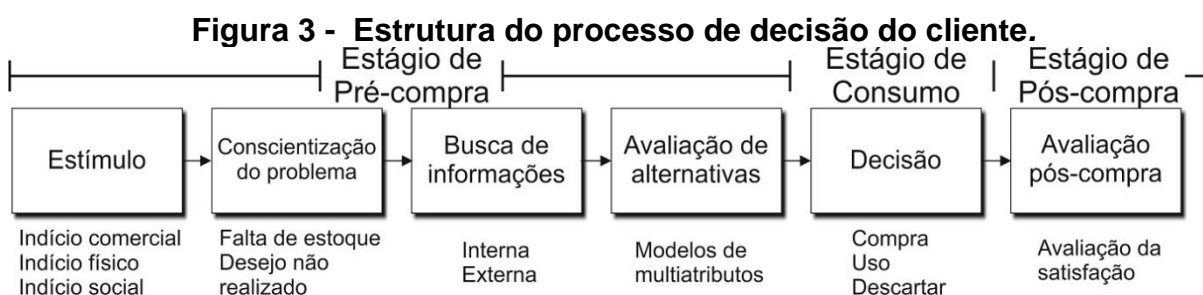 Figura 3 - Estrutura do processo de decisão do cliente.
Estágio de
Pré-compra
Estágio de
Consumo
Estágio de
Pós-compra
Estímulo
Conscientização
do problema
Busca de
informações
Avaliação de
alternativas
Decisão
Avaliação
pós-compra
Indício comercial
Indício físico
Indício social
Falta de estoque
Desejo não
realizado
Interna
Externa
Modelos de
multiatributos
Compra
Uso
Descartar
Avaliação da
satisfação